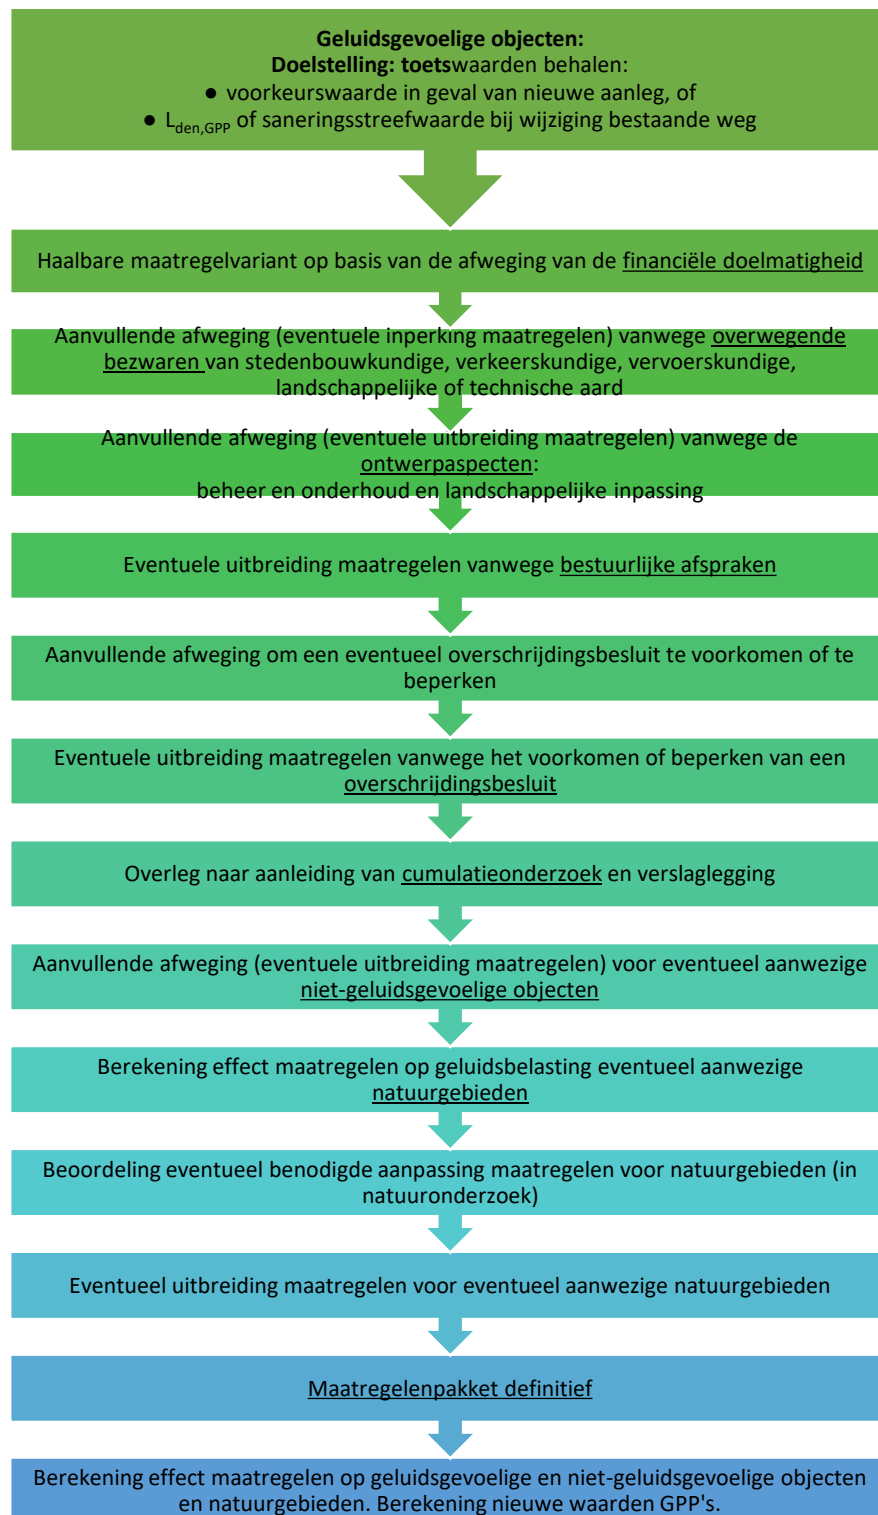 Geluidsgevoelige objecten:
Doelstelling: toetswaarden behalen:
● voorkeurswaarde in geval van nieuwe aanleg, of
● Lden,GPP of saneringsstreefwaarde bij wijziging bestaande weg
Haalbare maatregelvariant op basis van de afweging van de financiële doelmatigheid
Aanvullende afweging (eventuele inperking maatregelen) vanwege overwegende
bezwaren van stedenbouwkundige, verkeerskundige, vervoerskundige,
landschappelijke of technische aard
Aanvullende afweging (eventuele uitbreiding maatregelen) vanwege de
ontwerpaspecten:
beheer en onderhoud en landschappelijke inpassing
Eventuele uitbreiding maatregelen vanwege bestuurlijke afspraken
Aanvullende afweging om een eventueel overschrijdingsbesluit te voorkomen of te
beperken
Eventuele uitbreiding maatregelen vanwege het voorkomen of beperken van een
overschrijdingsbesluit
Overleg naar aanleiding van cumulatieonderzoek en verslaglegging
Aanvullende afweging (eventuele uitbreiding maatregelen) voor eventueel aanwezige
niet-geluidsgevoelige objecten
Berekening effect maatregelen op geluidsbelasting eventueel aanwezige
natuurgebieden
Beoordeling eventueel benodigde aanpassing maatregelen voor natuurgebieden (in
natuuronderzoek)
Eventueel uitbreiding maatregelen voor eventueel aanwezige natuurgebieden
Maatregelenpakket definitief
Berekening effect maatregelen op geluidsgevoelige en niet-geluidsgevoelige objecten
en natuurgebieden. Berekening nieuwe waarden GPP's.